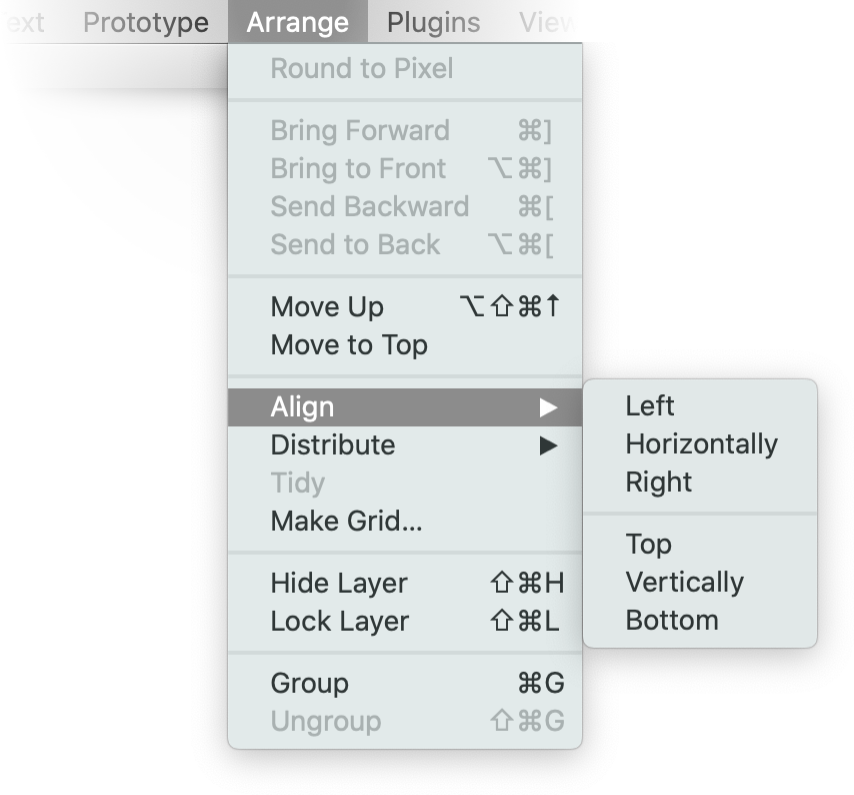 ext Prototype Arrange Plugins View
Round to Pixel
Bring Forward ⌘]
Bring to Front ⌥⌘]
Send Backward ⌘[
Send to Back ⌥⌘[
Move Up ⌥⇧⌘↑
Move to Top
Align ▶
Distribute ▶
Tidy
Make Grid...
Hide Layer ⇧⌘H
Lock Layer ⇧⌘L
Group ⌘G
Ungroup ⇧⌘G
Left
Horizontally
Right
Top
Vertically
Bottom